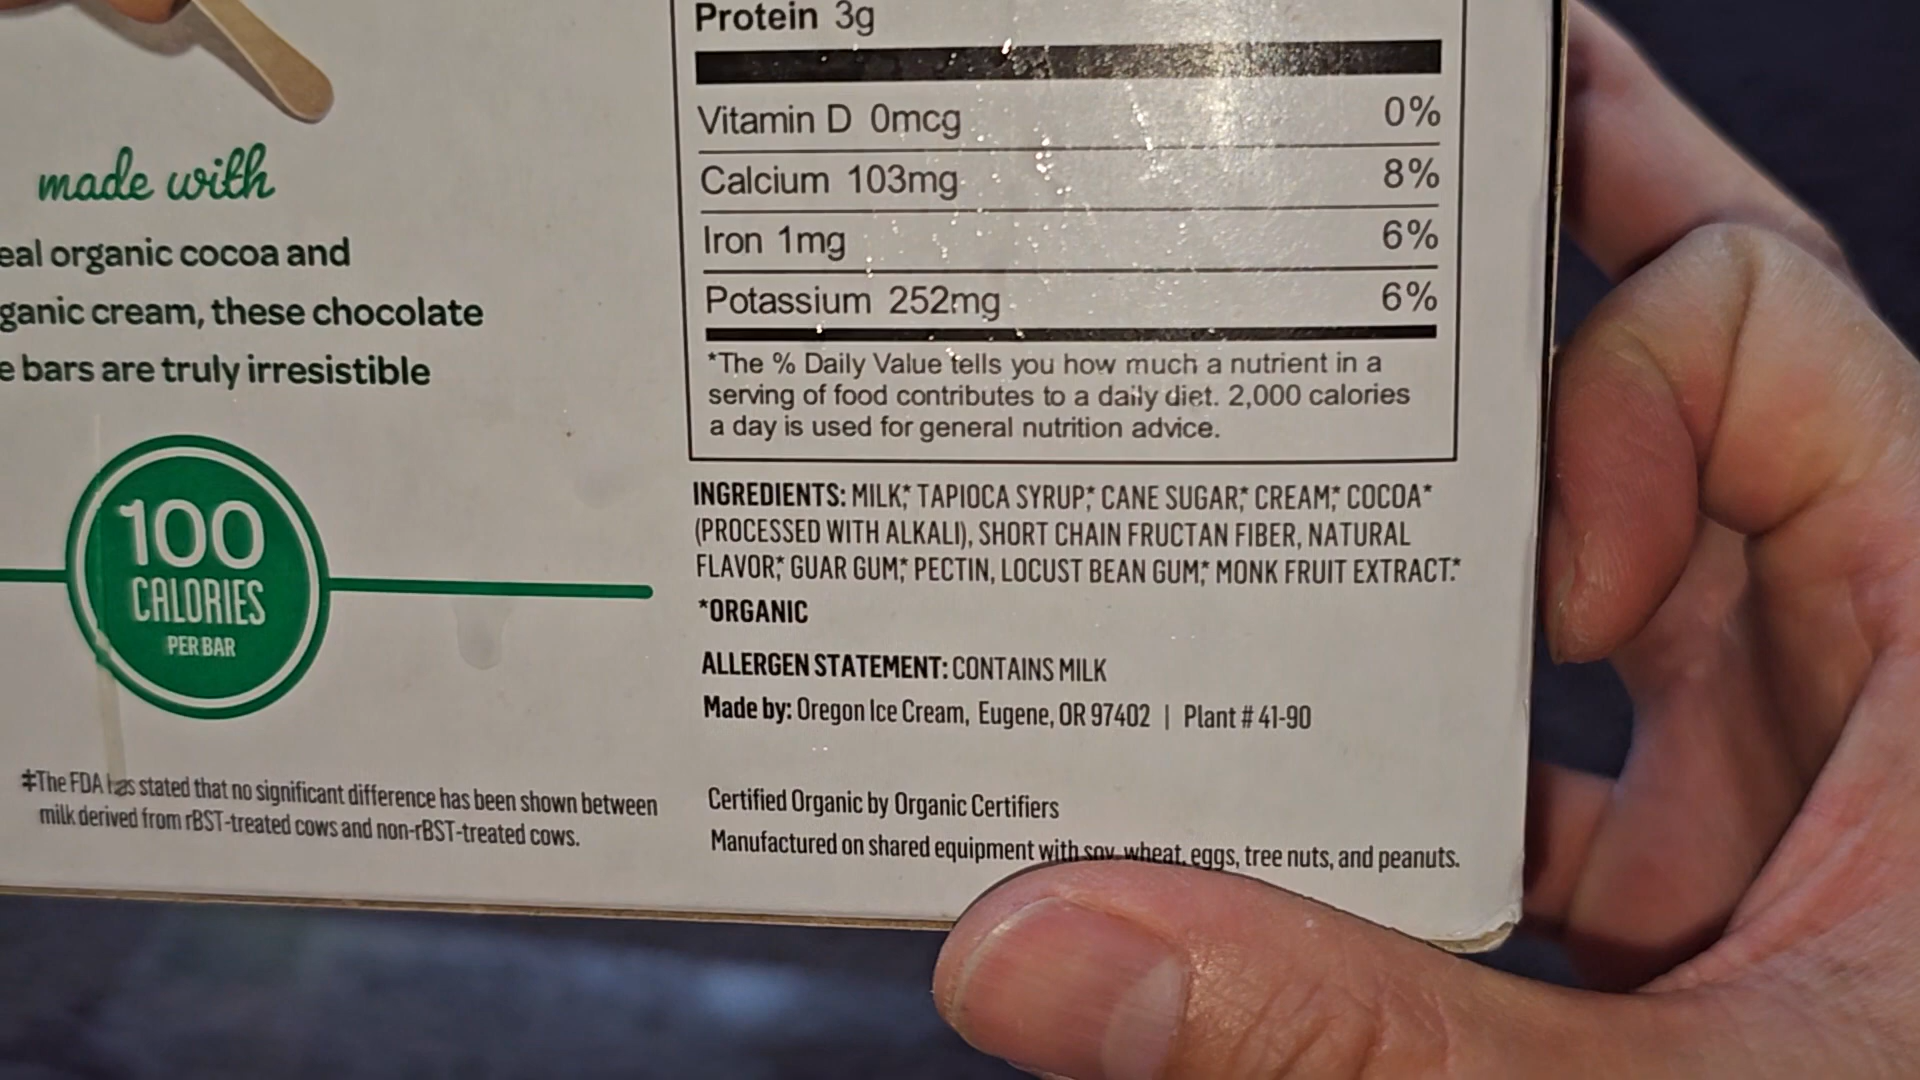 made with
eal organic cocoa and
ganic cream, these chocolate
e bars are truly irresistible
100
CALORIES
PER BAR
‡The FDA has stated that no significant difference has been shown between
milk derived from rBST-treated cows and non-rBST-treated cows.
Protein 3g
Vitamin D 0mcg 0%
Calcium 103mg 8%
Iron 1mg 6%
Potassium 252mg 6%
*The % Daily Value tells you how much a nutrient in a
serving of food contributes to a daily diet. 2,000 calories
a day is used for general nutrition advice.
INGREDIENTS: MILK,* TAPIOCA SYRUP,* CANE SUGAR,* CREAM,* COCOA*
(PROCESSED WITH ALKALI), SHORT CHAIN FRUCTAN FIBER, NATURAL
FLAVOR,* GUAR GUM,* PECTIN, LOCUST BEAN GUM,* MONK FRUIT EXTRACT.*
*ORGANIC
ALLERGEN STATEMENT: CONTAINS MILK
Made by: Oregon Ice Cream, Eugene, OR 97402 | Plant # 41-90
Certified Organic by Organic Certifiers
Manufactured on shared equipment with soy, wheat, eggs, tree nuts, and peanuts.